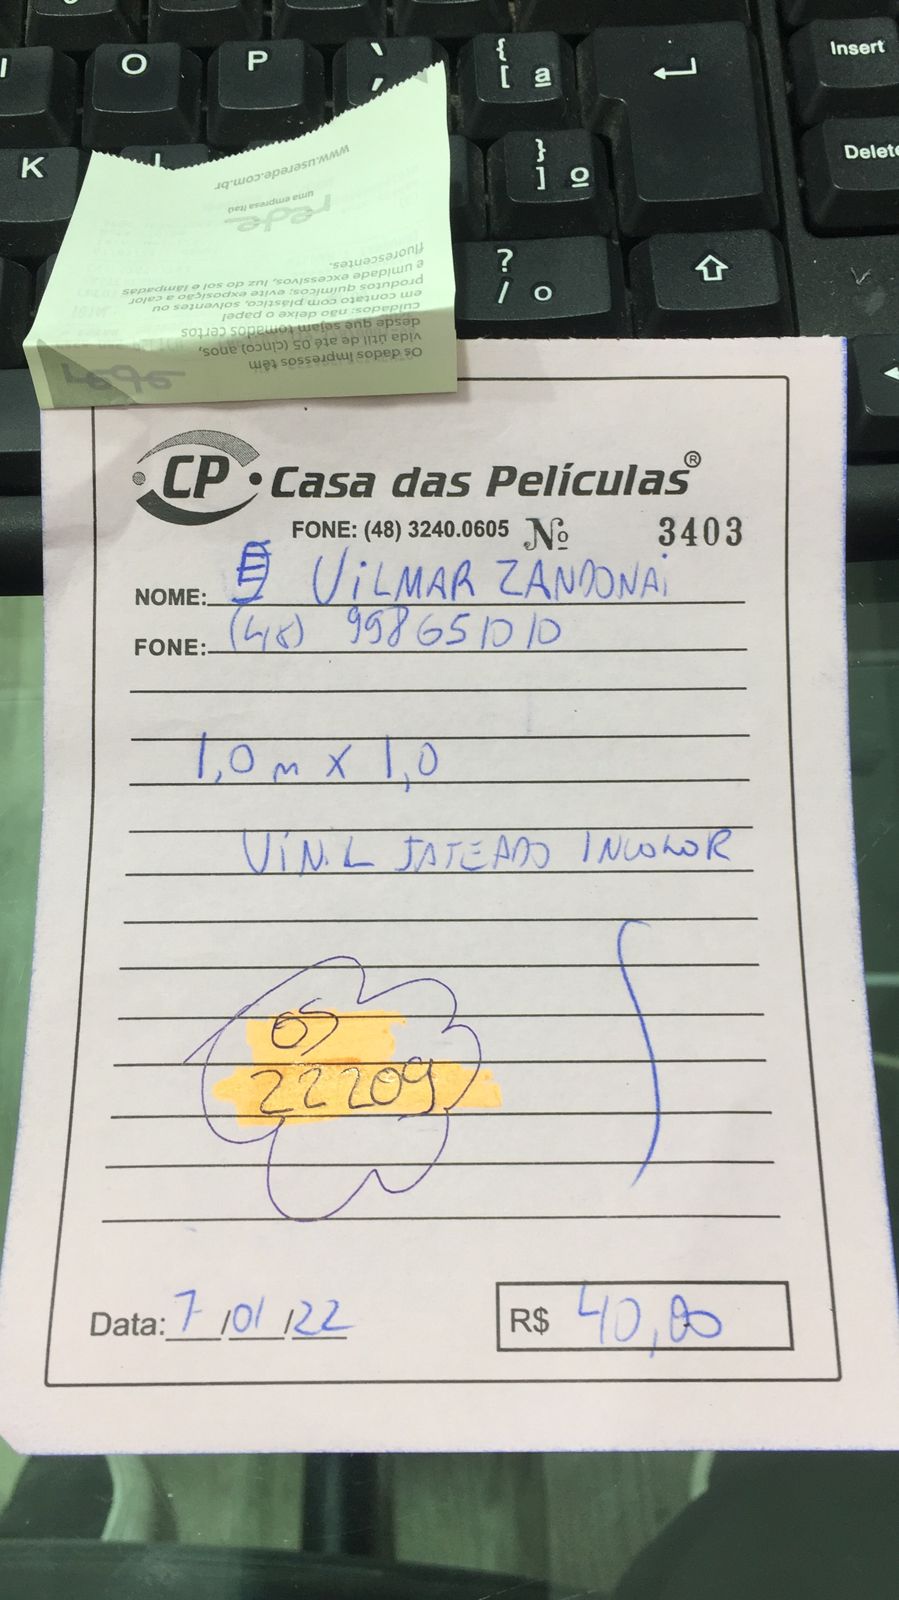 I
O
P
`
´
{
[ ª
Insert
K
L
}
] º
Delete
?
/ º
www.userede.com.br
uma empresa Itaú
rede
Os dados impressos têm
vida útil de até 05 (cinco) anos,
desde que sejam tomados certos
cuidados: não deixe o papel
em contato com plástico, solventes ou
produtos químicos; evite exposição a calor
e umidade excessivos, luz do sol e lâmpadas
fluorescentes.
rede
CP Casa das Películas®
FONE: (48) 3240.0605 Nº 3403
NOME: VILMAR ZANDONAI
FONE: (48) 998651010
1,0 m x 1,0
VINIL JATEADO INCOLOR
OS
22209
Data: 7/01/22
R$ 40,00